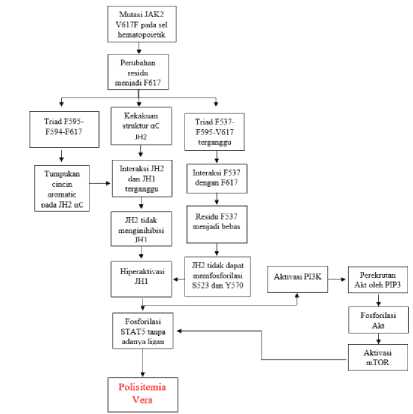 Mutasi JAK2
V617F pada sel
hematopoietik
Perubahan
residu
menjadi F617
Triad F595-
F594-F617
Kekakuan
struktur αC
JH2
Triad F537-
F595-V617
terganggu
Tumpukan
cincin
aromatic
pada JH2 αC
Interaksi JH2
dan JH1
terganggu
Interaksi F537
dengan F617
JH2 tidak
menginhibisi
JH1
Residu F537
menjadi bebas
Hiperaktivasi
JH1
JH2 tidak dapat
memfosforilasi
S523 dan Y570
Aktivasi PI3K
Perekrutan
Akt oleh PIP3
Fosforilasi
STAT5 tanpa
adanya ligan
Fosforilasi
Akt
Aktivasi
mTOR
Polisitemia
Vera